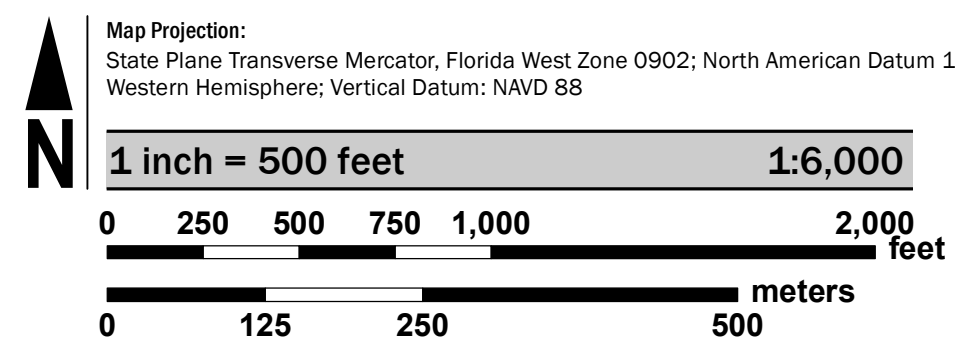 Map Projection:
State Plane Transverse Mercator, Florida West Zone 0902; North American Datum 1
Western Hemisphere; Vertical Datum: NAVD 88
N
1 inch = 500 feet 1:6,000
0 250 500 750 1,000 2,000
feet
meters
0 125 250 500